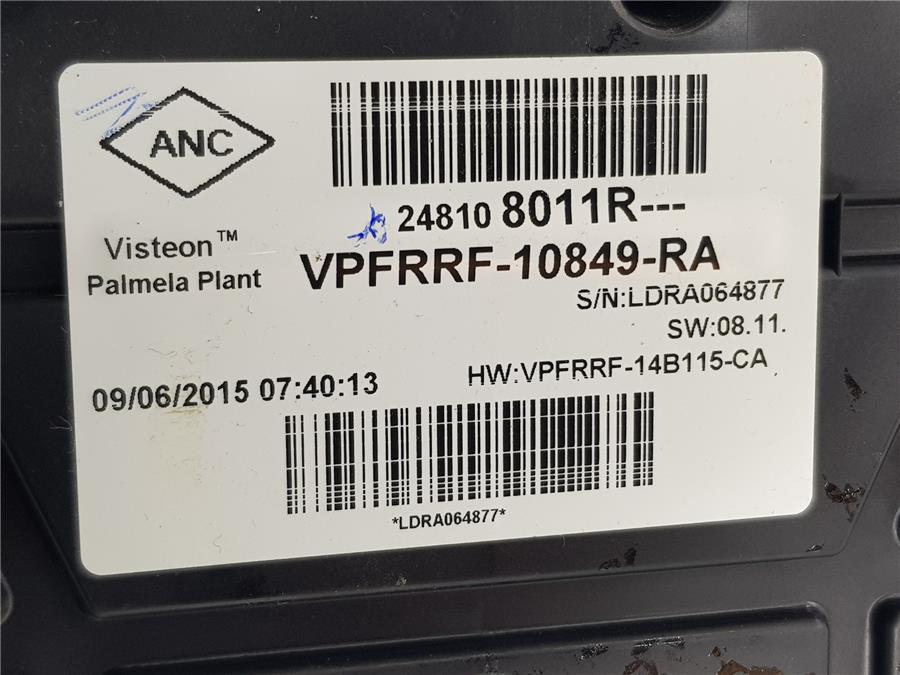 ANC
Visteon™
Palmela Plant
24810 8011R---
VPFRRF-10849-RA
S/N:LDRA064877
SW:08.11.
HW:VPFRRF-14B115-CA
09/06/2015 07:40:13
*LDRA064877*